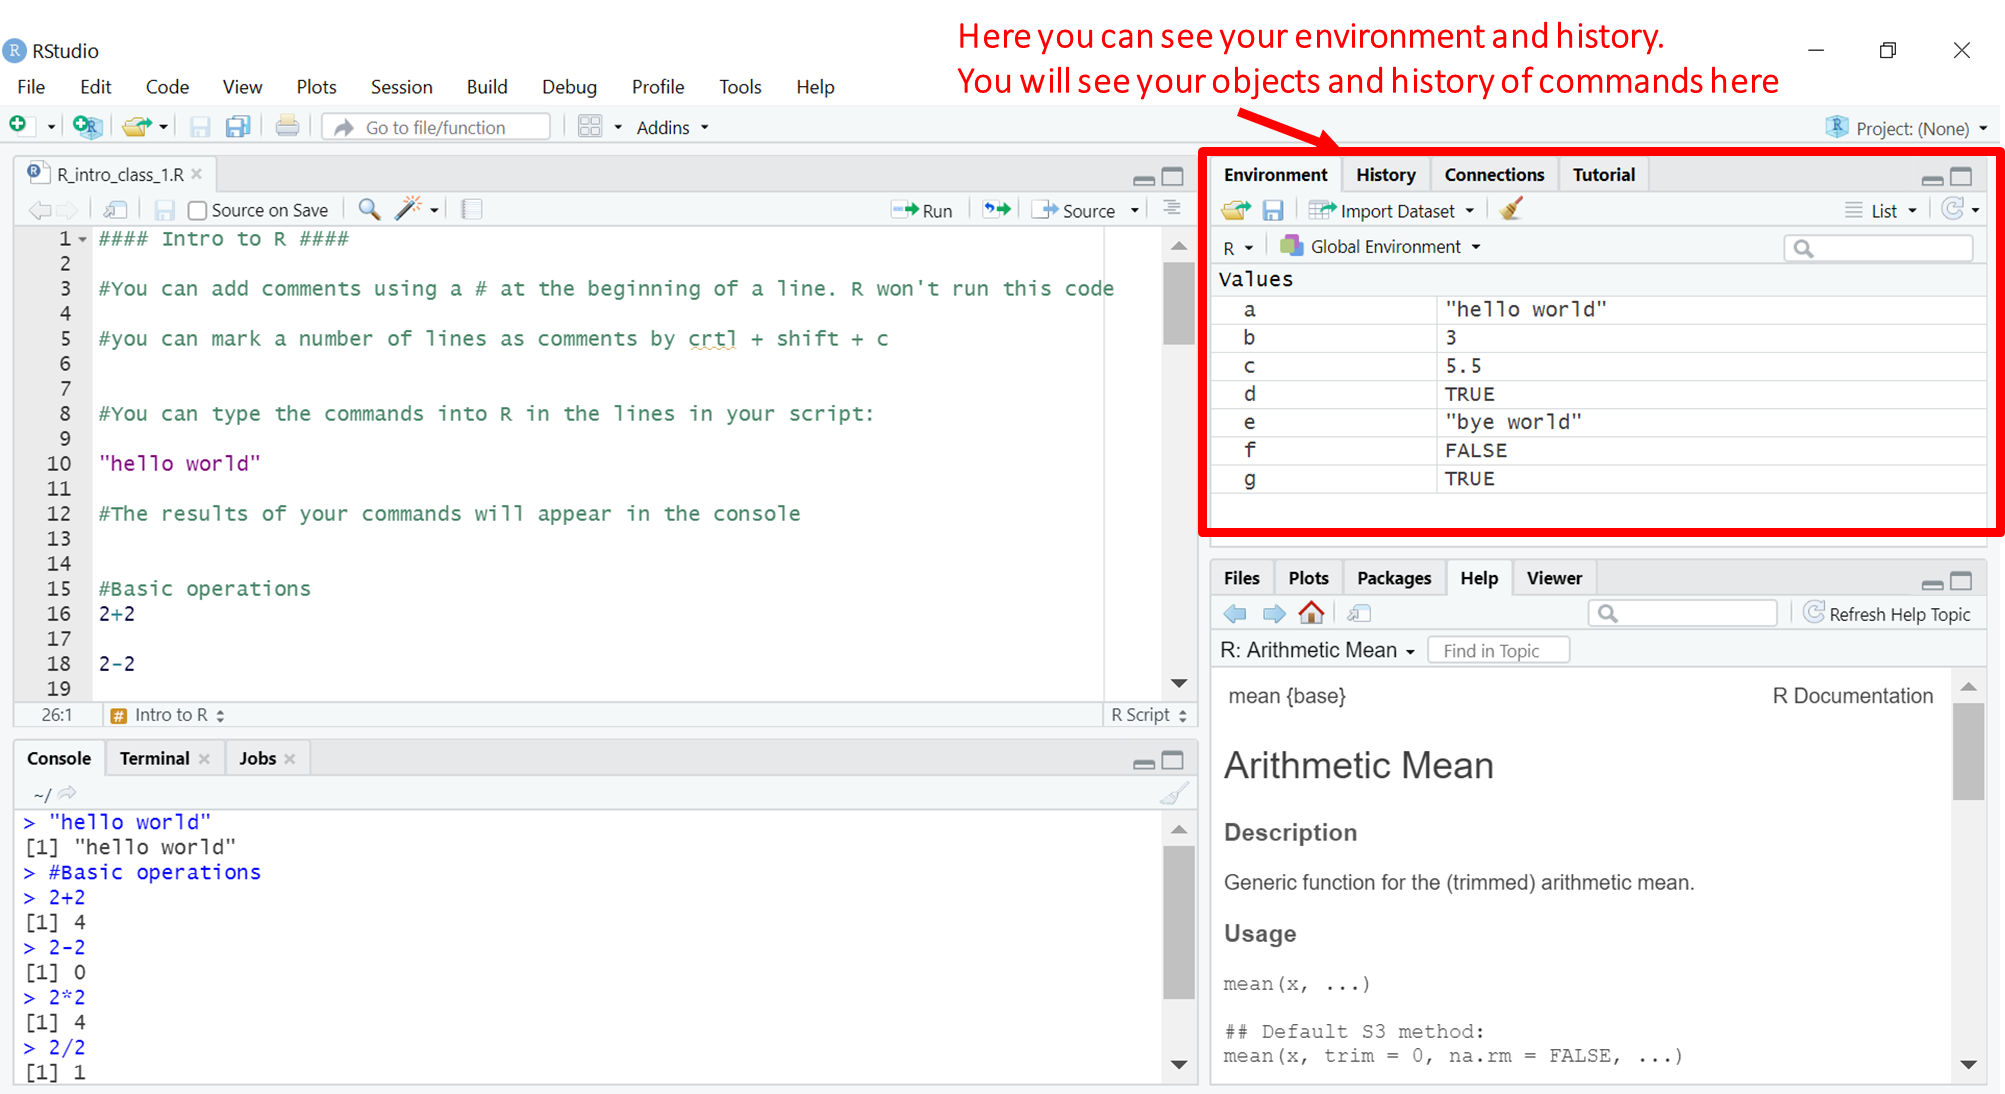 Here you can see your environment and history.
You will see your objects and history of commands here
RStudio
File Edit Code View Plots Session Build Debug Profile Tools Help
Go to file/function Addins Project: (None)
R_intro_class_1.R
Source on Save Run Source
1 #### Intro to R ####
2
3 #You can add comments using a # at the beginning of a line. R won't run this code
4
5 #you can mark a number of lines as comments by crtl + shift + c
6
7
8 #You can type the commands into R in the lines in your script:
9
10 "hello world"
11
12 #The results of your commands will appear in the console
13
14
15 #Basic operations
16 2+2
17
18 2-2
19
26:1 # Intro to R R Script
Console Terminal Jobs
~/
> "hello world"
[1] "hello world"
> #Basic operations
> 2+2
[1] 4
> 2-2
[1] 0
> 2*2
[1] 4
> 2/2
[1] 1
Environment History Connections Tutorial
Import Dataset List
R Global Environment
Values
a "hello world"
b 3
c 5.5
d TRUE
e "bye world"
f FALSE
g TRUE
Files Plots Packages Help Viewer
Refresh Help Topic
R: Arithmetic Mean Find in Topic
mean {base} R Documentation
Arithmetic Mean
Description
Generic function for the (trimmed) arithmetic mean.
Usage
mean(x, ...)
## Default S3 method:
mean(x, trim = 0, na.rm = FALSE, ...)